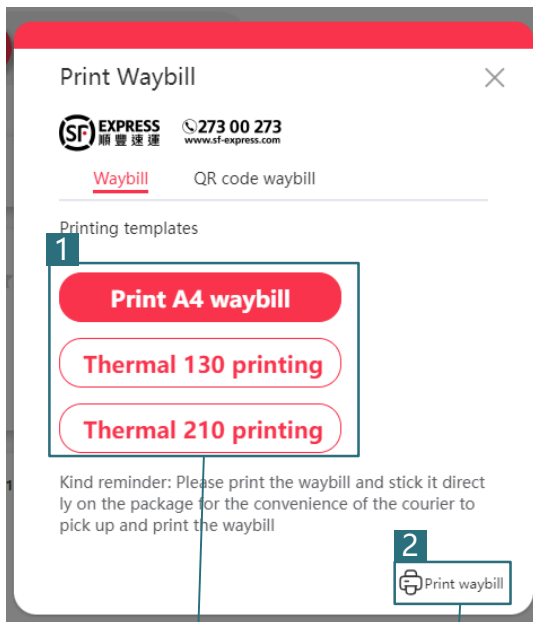 Print Waybill
SF EXPRESS 273 00 273
順豐速運 www.sf-express.com
Waybill QR code waybill
Printing templates
1
Print A4 waybill
Thermal 130 printing
Thermal 210 printing
Kind reminder: Please print the waybill and stick it direct
ly on the package for the convenience of the courier to
pick up and print the waybill
2
Print waybill